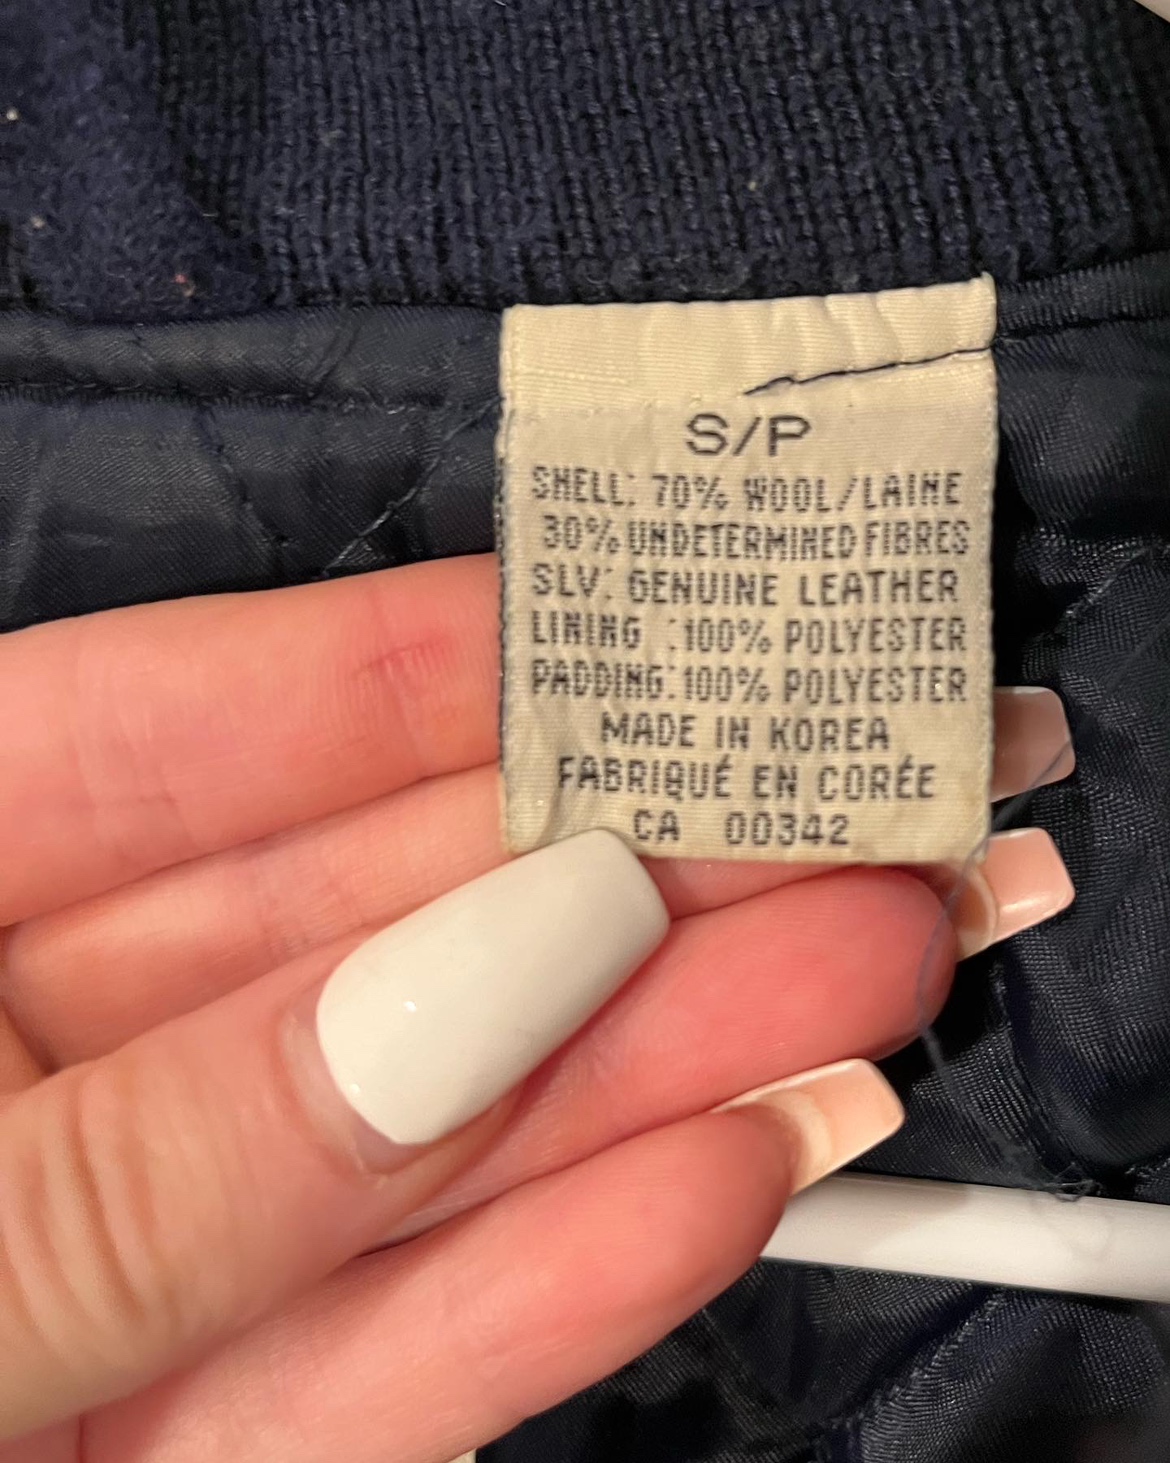 S/P
SHELL: 70% WOOL/LAINE
30% UNDETERMINED FIBRES
SLV: GENUINE LEATHER
LINING :100% POLYESTER
PADDING:100% POLYESTER
MADE IN KOREA
FABRIQUÉ EN CORÉE
CA 00342